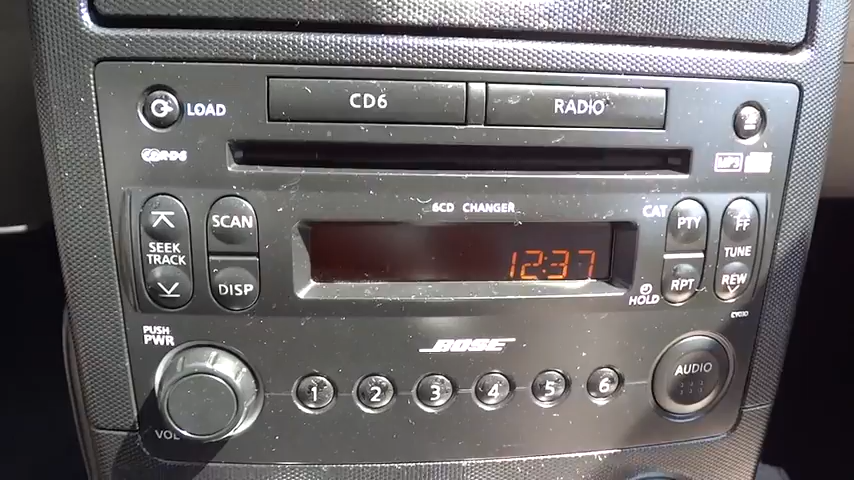 LOAD
CD6
RADIO
MP3
6CD CHANGER
SEEK
TRACK
SCAN
DISP
12:37
CAT
PTY
RPT
HOLD
FF
TUNE
REW
PUSH
PWR
VOL
BOSE
1 2 3 4 5 6
AUDIO